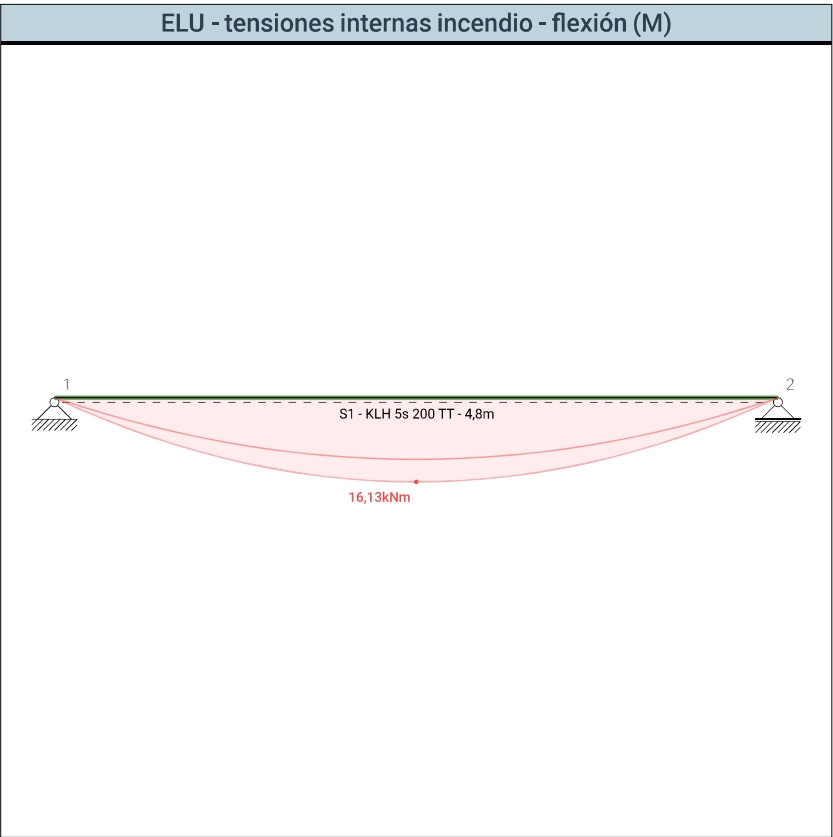 ELU - tensiones internas incendio - flexión (M)
1
2
S1 - KLH 5s 200 TT - 4,8m
16,13kNm